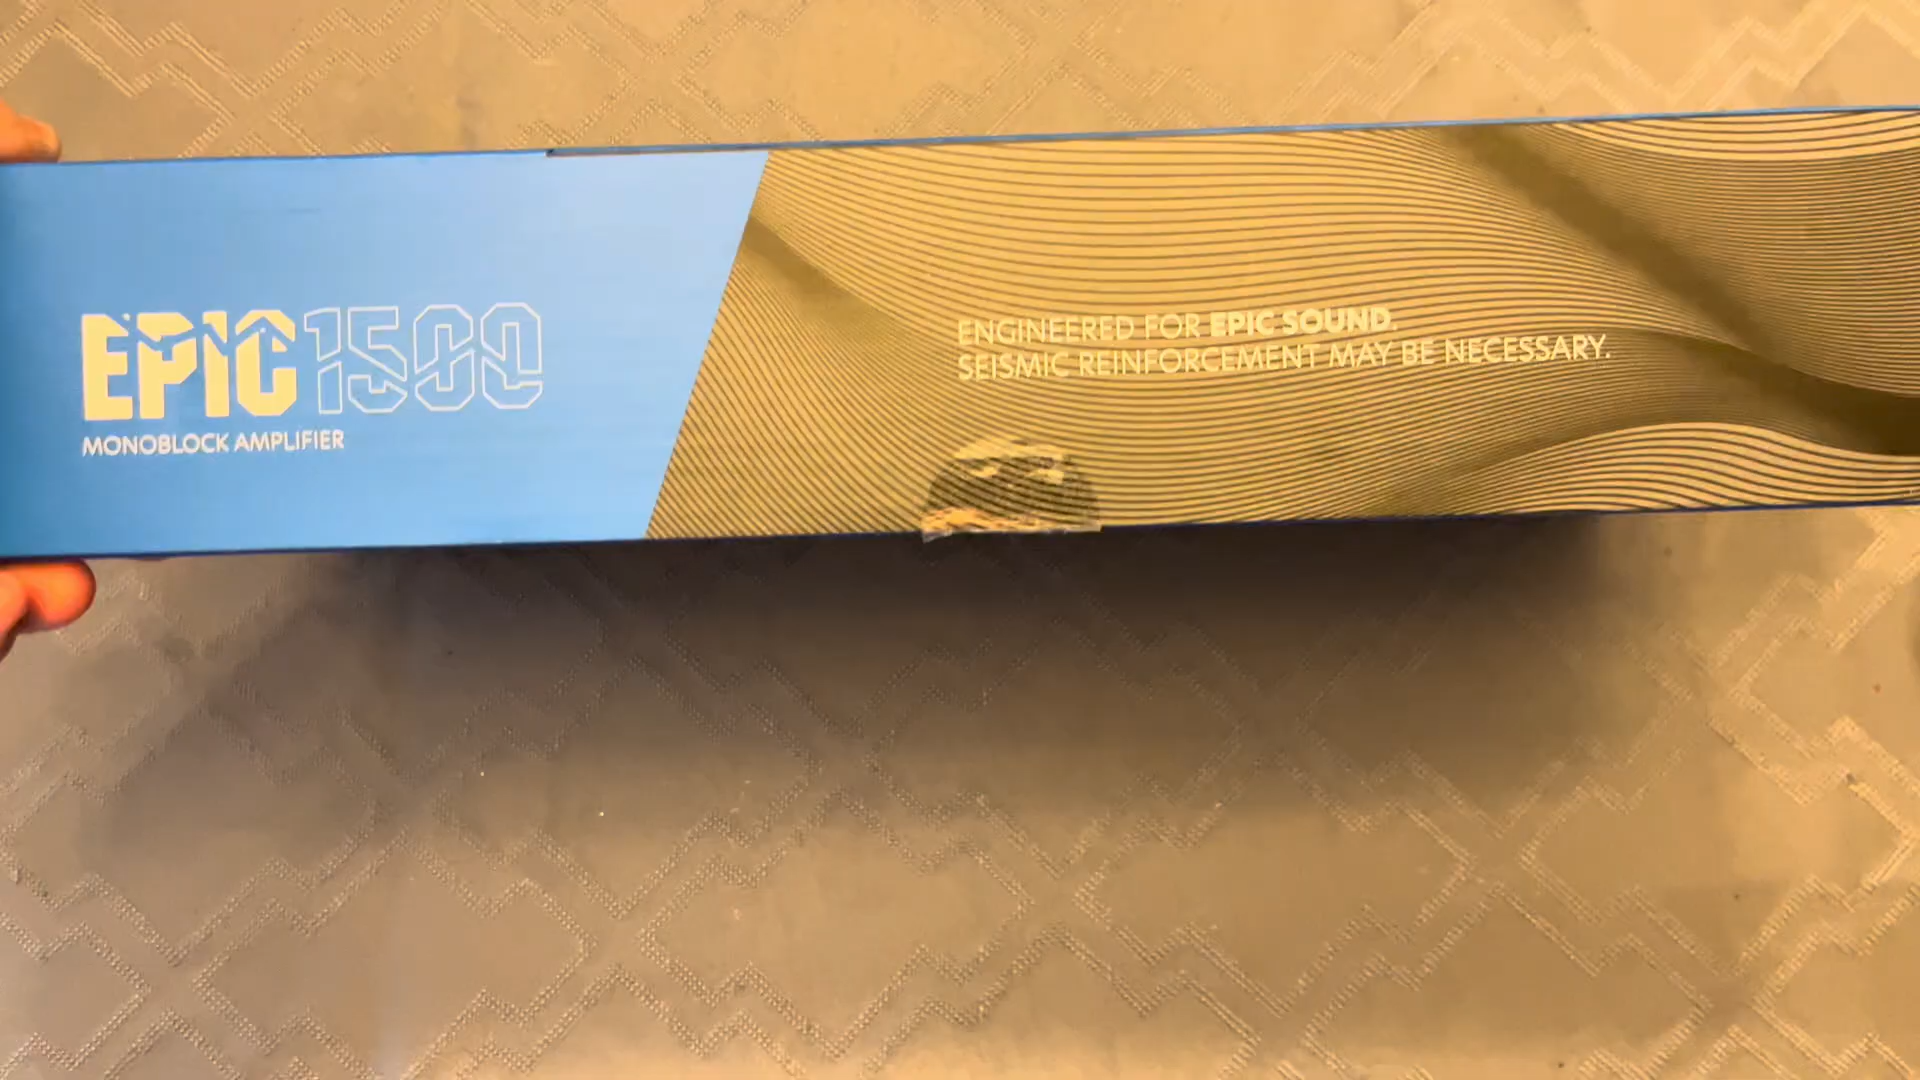 EPIC 1500
MONOBLOCK AMPLIFIER
ENGINEERED FOR EPIC SOUND.
SEISMIC REINFORCEMENT MAY BE NECESSARY.